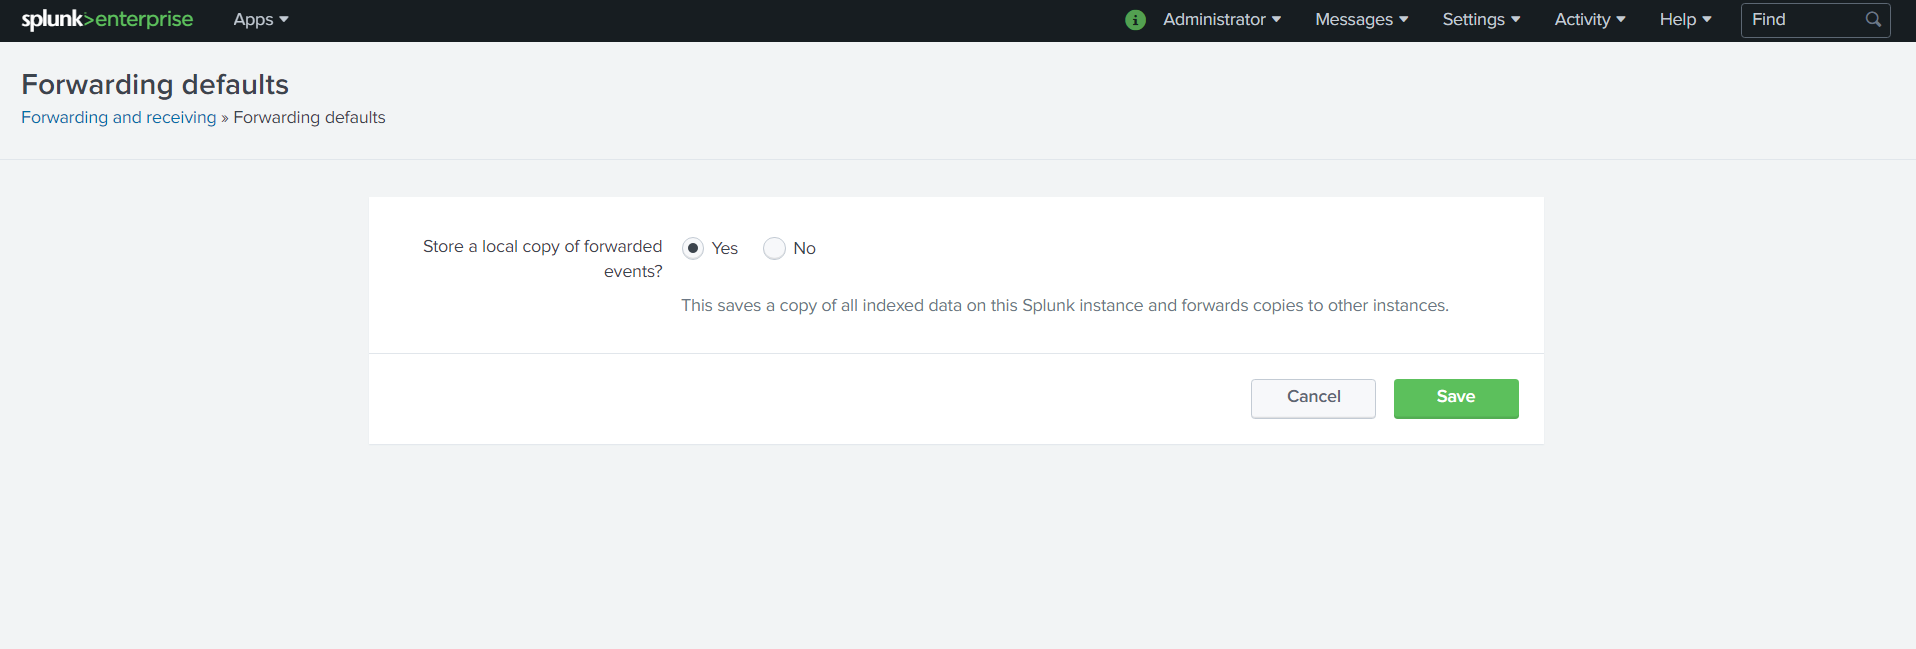 splunk>enterprise Apps Administrator Messages Settings Activity Help Find
Forwarding defaults
Forwarding and receiving » Forwarding defaults
Store a local copy of forwarded events?
Yes No
This saves a copy of all indexed data on this Splunk instance and forwards copies to other instances.
Cancel Save